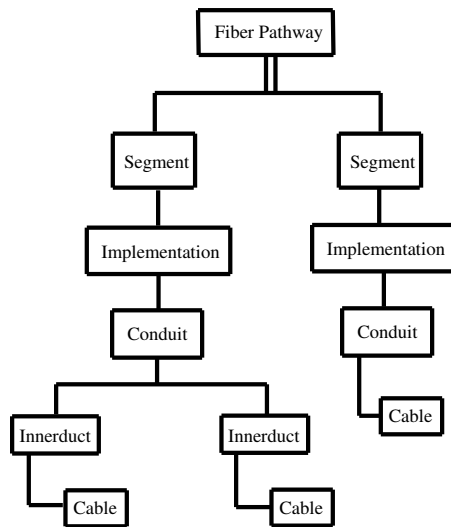 Fiber Pathway
Segment
Segment
Implementation
Implementation
Conduit
Conduit
Cable
Innerduct
Innerduct
Cable
Cable